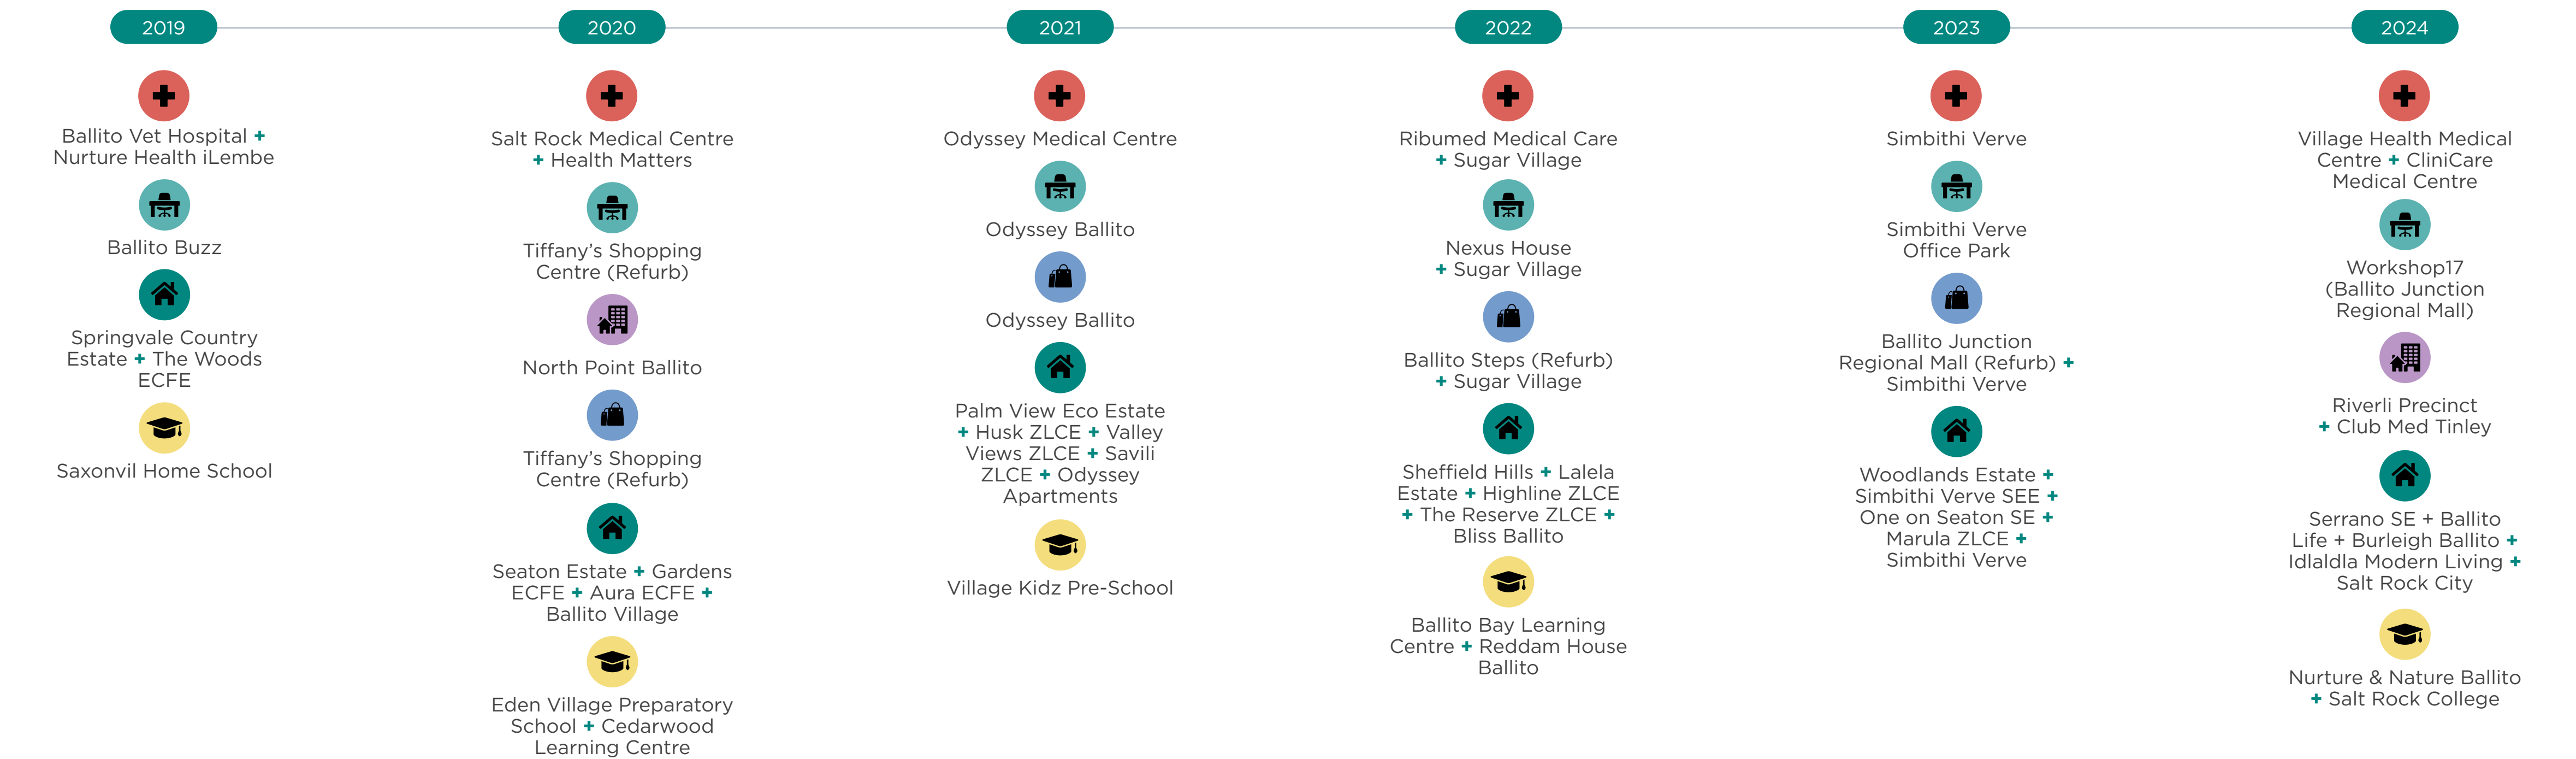 2019
Ballito Vet Hospital +
Nurture Health iLembe
Ballito Buzz
Springvale Country
Estate + The Woods
ECFE
Saxonvil Home School
2020
Salt Rock Medical Centre
+ Health Matters
Tiffany’s Shopping
Centre (Refurb)
North Point Ballito
Tiffany’s Shopping
Centre (Refurb)
Seaton Estate + Gardens
ECFE + Aura ECFE +
Ballito Village
Eden Village Preparatory
School + Cedarwood
Learning Centre
2021
Odyssey Medical Centre
Odyssey Ballito
Odyssey Ballito
Palm View Eco Estate
+ Husk ZLCE + Valley
Views ZLCE + Savili
ZLCE + Odyssey
Apartments
Village Kidz Pre-School
2022
Ribumed Medical Care
+ Sugar Village
Nexus House
+ Sugar Village
Ballito Steps (Refurb)
+ Sugar Village
Sheffield Hills + Lalela
Estate + Highline ZLCE
+ The Reserve ZLCE +
Bliss Ballito
Ballito Bay Learning
Centre + Reddam House
Ballito
2023
Simbithi Verve
Simbithi Verve
Office Park
Ballito Junction
Regional Mall (Refurb) +
Simbithi Verve
Woodlands Estate +
Simbithi Verve SEE +
One on Seaton SE +
Marula ZLCE +
Simbithi Verve
2024
Village Health Medical
Centre + CliniCare
Medical Centre
Workshop17
(Ballito Junction
Regional Mall)
Riverli Precinct
+ Club Med Tinley
Serrano SE + Ballito
Life + Burleigh Ballito +
Idlaldla Modern Living +
Salt Rock City
Nurture & Nature Ballito
+ Salt Rock College